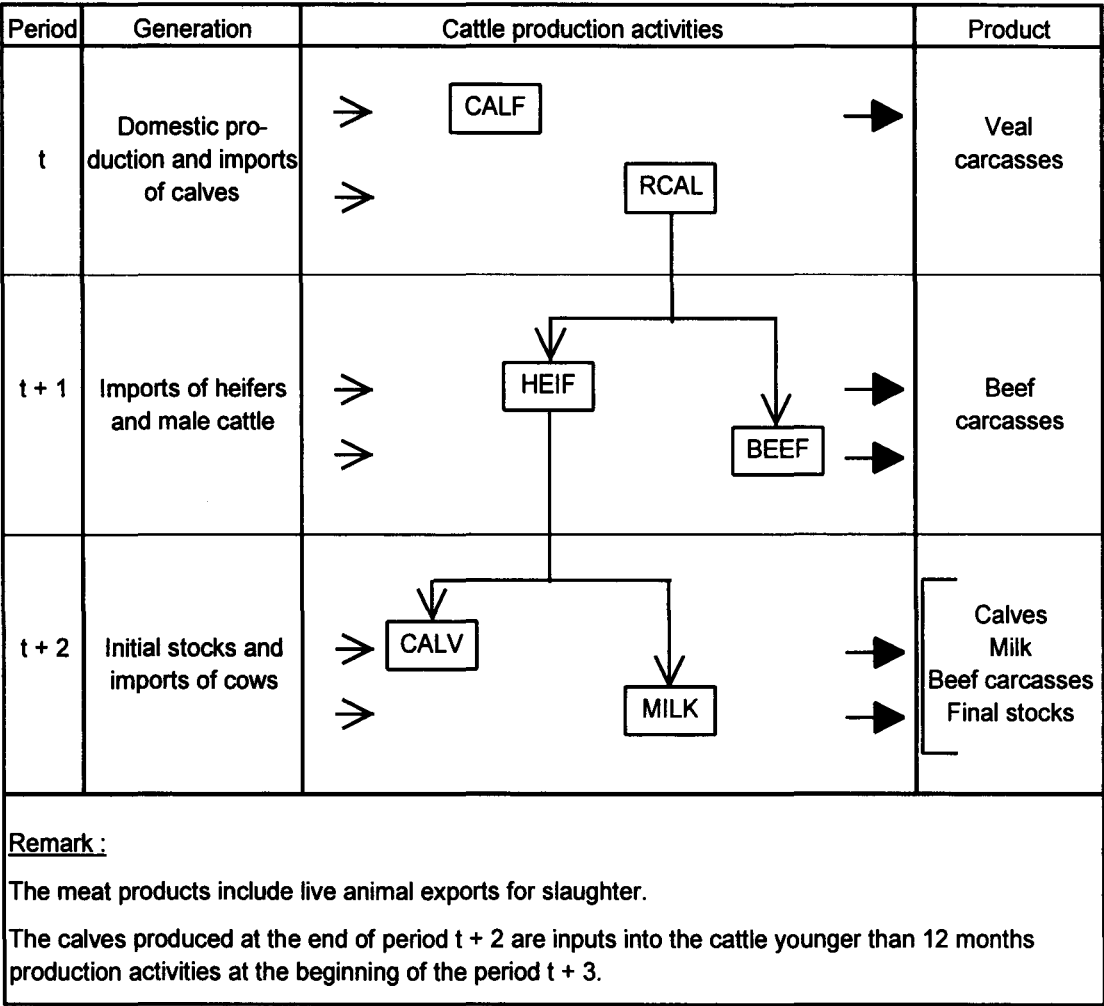 Period Generation Cattle production activities Product
CALF
Domestic pro-
duction and imports
of calves
t
Veal
carcasses
RCAL
HEIF
t + 1
Imports of heifers
and male cattle
Beef
carcasses
BEEF
CALV
t + 2
Initial stocks and
imports of cows
Calves
Milk
Beef carcasses
Final stocks
MILK
Remark :
The meat products include live animal exports for slaughter.
The calves produced at the end of period t + 2 are inputs into the cattle younger than 12 months
production activities at the beginning of the period t + 3.